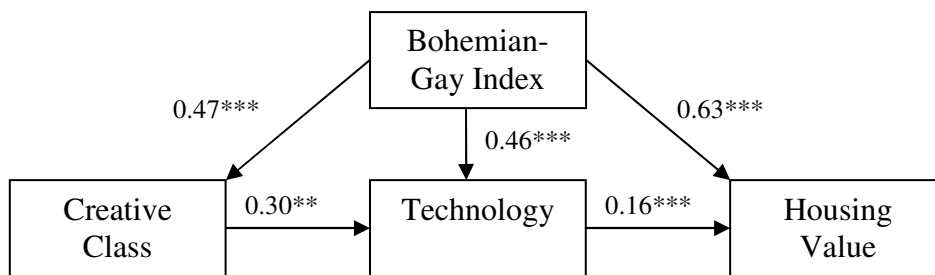 Bohemian-
Gay Index
0.47***
0.63***
0.46***
Creative
Class
0.30**
Technology
0.16***
Housing
Value